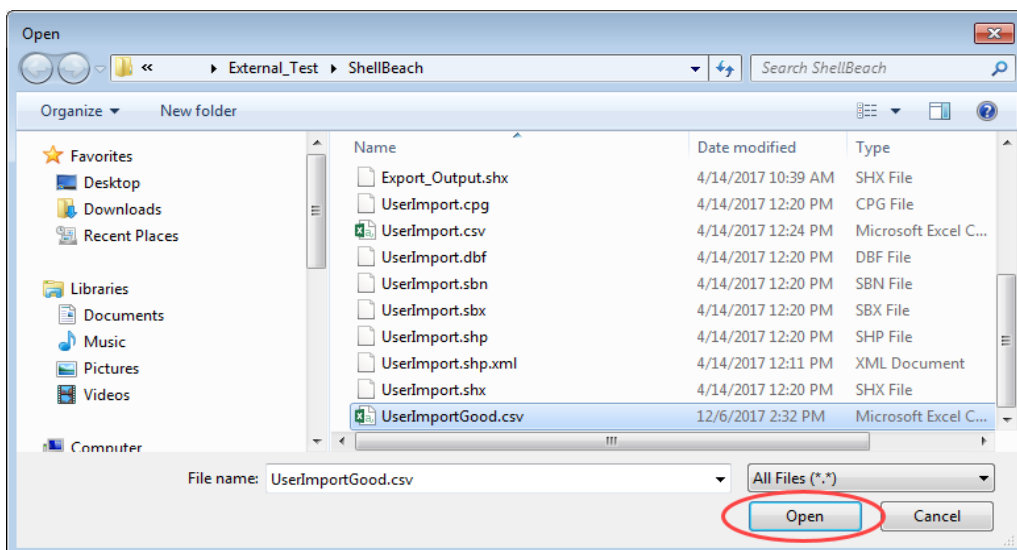 Open
« External_Test ShellBeach Search ShellBeach
Organize New folder
Favorites
Desktop
Downloads
Recent Places
Libraries
Documents
Music
Pictures
Videos
Computer
Name Date modified Type
Export_Output.shx 4/14/2017 10:39 AM SHX File
UserImport.cpg 4/14/2017 12:20 PM CPG File
UserImport.csv 4/14/2017 12:24 PM Microsoft Excel C...
UserImport.dbf 4/14/2017 12:20 PM DBF File
UserImport.sbn 4/14/2017 12:20 PM SBN File
UserImport.sbx 4/14/2017 12:20 PM SBX File
UserImport.shp 4/14/2017 12:20 PM SHP File
UserImport.shp.xml 4/14/2017 12:11 PM XML Document
UserImport.shx 4/14/2017 12:20 PM SHX File
UserImportGood.csv 12/6/2017 2:32 PM Microsoft Excel C...
File name: UserImportGood.csv All Files (*.*)
Open Cancel